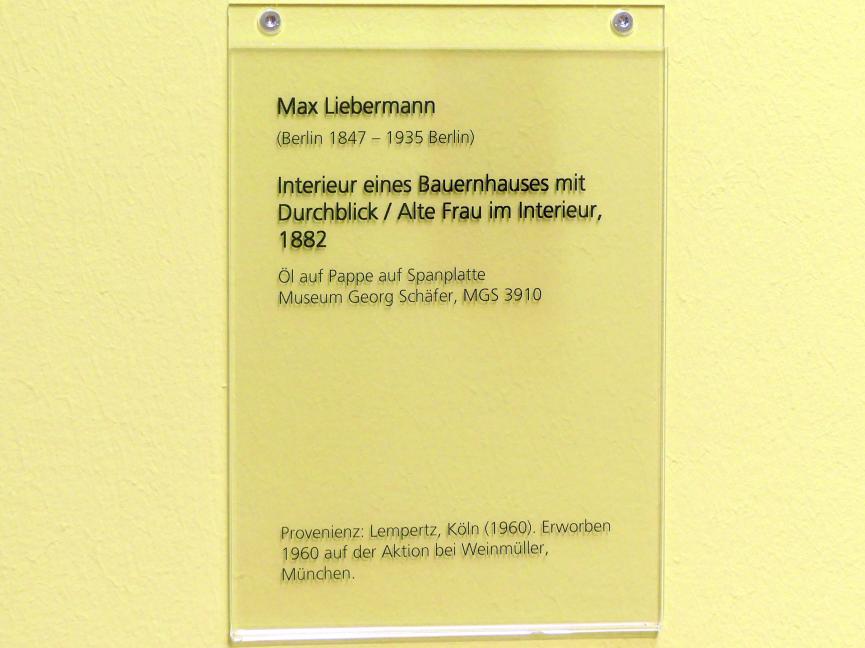 Max Liebermann
(Berlin 1847 – 1935 Berlin)
Interieur eines Bauernhauses mit
Durchblick / Alte Frau im Interieur,
1882
Öl auf Pappe auf Spanplatte
Museum Georg Schäfer, MGS 3910
Provenienz: Lempertz, Köln (1960). Erworben
1960 auf der Aktion bei Weinmüller,
München.